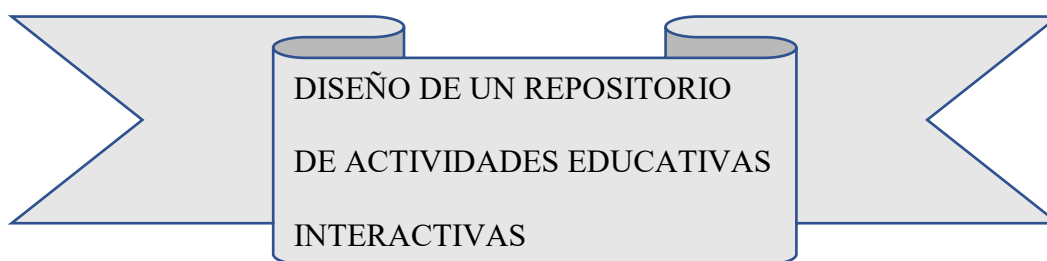 DISEÑO DE UN REPOSITORIO
DE ACTIVIDADES EDUCATIVAS
INTERACTIVAS